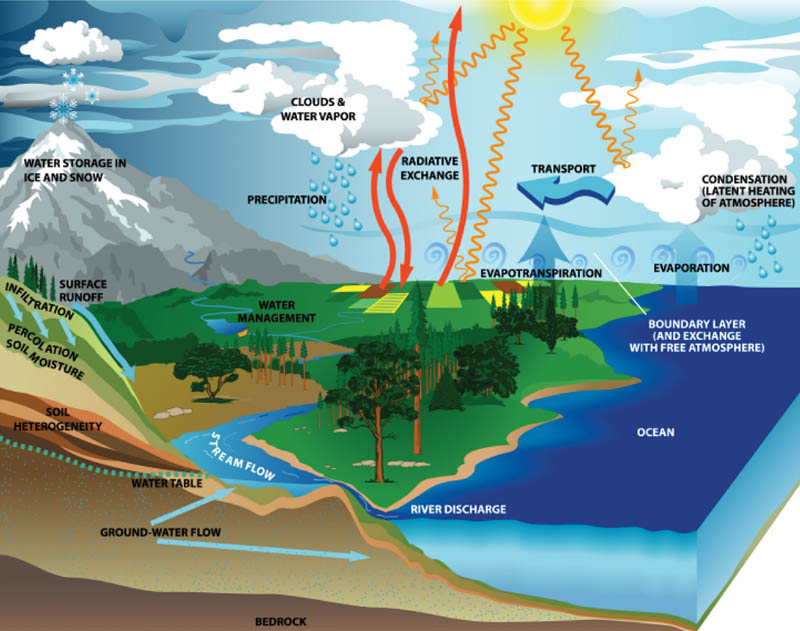 CLOUDS &
WATER VAPOR
WATER STORAGE IN
ICE AND SNOW
RADIATIVE
EXCHANGE
TRANSPORT
CONDENSATION
(LATENT HEATING
OF ATMOSPHERE)
PRECIPITATION
EVAPOTRANSPIRATION
EVAPORATION
SURFACE
RUNOFF
INFILTRATION
WATER
MANAGEMENT
BOUNDARY LAYER
(AND EXCHANGE
WITH FREE ATMOSPHERE)
PERCOLATION
SOIL MOISTURE
SOIL
HETEROGENEITY
OCEAN
STREAM FLOW
WATER TABLE
RIVER DISCHARGE
GROUND-WATER FLOW
BEDROCK